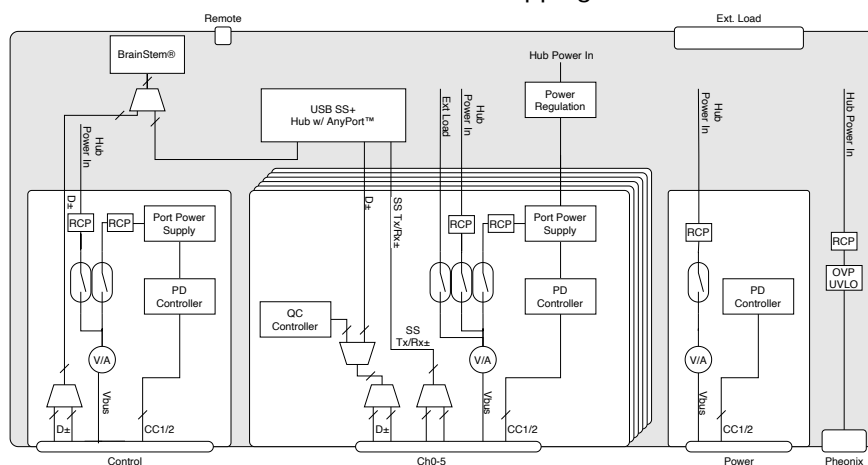 Remote
Ext. Load
BrainStem®
Hub Power In
USB SS+
Hub w/ AnyPort™
Power
Regulation
Hub
Power In
Ext Load
Hub
Power In
Hub
Power In
Hub Power In
D±
D±
SS Tx/Rx±
RCP
RCP
Port Power
Supply
RCP
RCP
Port Power
Supply
RCP
RCP
OVP
UVLO
PD
Controller
QC
Controller
PD
Controller
PD
Controller
SS
Tx/Rx±
V/A
V/A
V/A
Vbus
Vbus
Vbus
D±
CC1/2
D±
CC1/2
CC1/2
Control
Ch0-5
Power
Pheonix